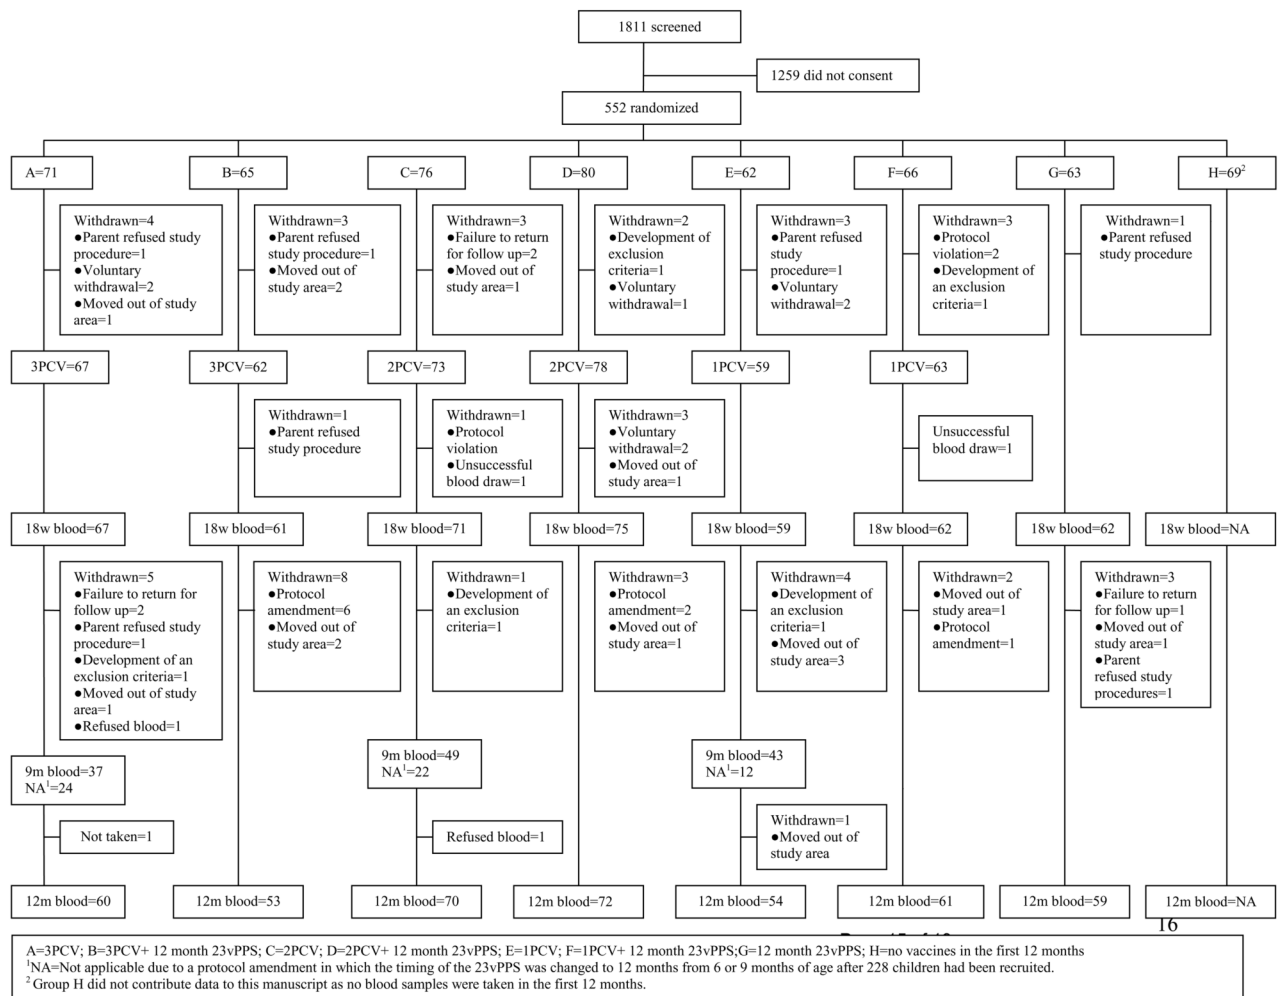 1811 screened
1259 did not consent
552 randomized
A=71
B=65
C=76
D=80
E=62
F=66
G=63
H=69²
Withdrawn=4
●Parent refused study
procedure=1
●Voluntary
withdrawal=2
●Moved out of study
area=1
Withdrawn=3
●Parent refused
study procedure=1
●Moved out of
study area=2
Withdrawn=3
●Failure to return
for follow up=2
●Moved out of
study area=1
Withdrawn=2
●Development of
exclusion
criteria=1
●Voluntary
withdrawal=1
Withdrawn=3
●Parent refused
study
procedure=1
●Voluntary
withdrawal=2
Withdrawn=3
●Protocol
violation=2
●Development of
an exclusion
criteria=1
Withdrawn=1
●Parent refused
study procedure
3PCV=67
3PCV=62
2PCV=73
2PCV=78
1PCV=59
1PCV=63
Withdrawn=1
●Parent refused
study procedure
Withdrawn=1
●Protocol
violation
●Unsuccessful
blood draw=1
Withdrawn=3
●Voluntary
withdrawal=2
●Moved out of
study area=1
Unsuccessful
blood draw=1
18w blood=67
18w blood=61
18w blood=71
18w blood=75
18w blood=59
18w blood=62
18w blood=62
18w blood=NA
Withdrawn=5
●Failure to return for
follow up=2
●Parent refused study
procedure=1
●Development of an
exclusion criteria=1
●Moved out of study
area=1
●Refused blood=1
Withdrawn=8
●Protocol
amendment=6
●Moved out of
study area=2
Withdrawn=1
●Development of
an exclusion
criteria=1
Withdrawn=3
●Protocol
amendment=2
●Moved out of
study area=1
Withdrawn=4
●Development of
an exclusion
criteria=1
●Moved out of
study area=3
Withdrawn=2
●Moved out of
study area=1
●Protocol
amendment=1
Withdrawn=3
●Failure to return
for follow up=1
●Moved out of
study area=1
●Parent
refused study
procedures=1
9m blood=37
NA¹=24
9m blood=49
NA¹=22
9m blood=43
NA¹=12
Not taken=1
Refused blood=1
Withdrawn=1
●Moved out of
study area
12m blood=60
12m blood=53
12m blood=70
12m blood=72
12m blood=54
12m blood=61
12m blood=59
12m blood=NA
16
A=3PCV; B=3PCV+ 12 month 23vPPS; C=2PCV; D=2PCV+ 12 month 23vPPS; E=1PCV; F=1PCV+ 12 month 23vPPS;G=12 month 23vPPS; H=no vaccines in the first 12 months
¹NA=Not applicable due to a protocol amendment in which the timing of the 23vPPS was changed to 12 months from 6 or 9 months of age after 228 children had been recruited.
² Group H did not contribute data to this manuscript as no blood samples were taken in the first 12 months.